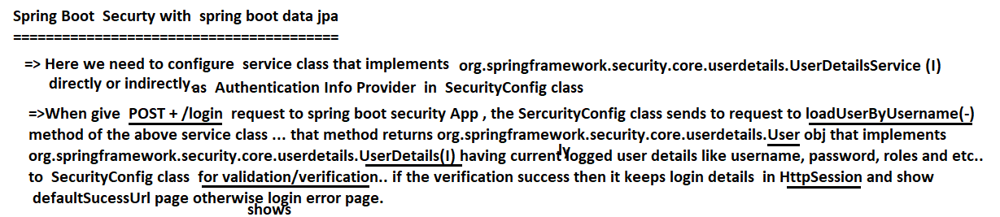 Spring Boot Securty with spring boot data jpa
========================================
=> Here we need to configure service class that implements org.springframework.security.core.userdetails.UserDetailsService (I)
directly or indirectly as Authentication Info Provider in SecurityConfig class
=>When give POST + /login request to spring boot security App , the SercurityConfig class sends to request to loadUserByUsername(-)
method of the above service class ... that method returns org.springframework.security.core.userdetails.User obj that implements
org.springframework.security.core.userdetails.UserDetails(I) having currently logged user details like username, password, roles and etc..
to SecurityConfig class for validation/verification.. if the verification success then it keeps login details in HttpSession and show
defaultSucessUrl page otherwise login error page.
shows